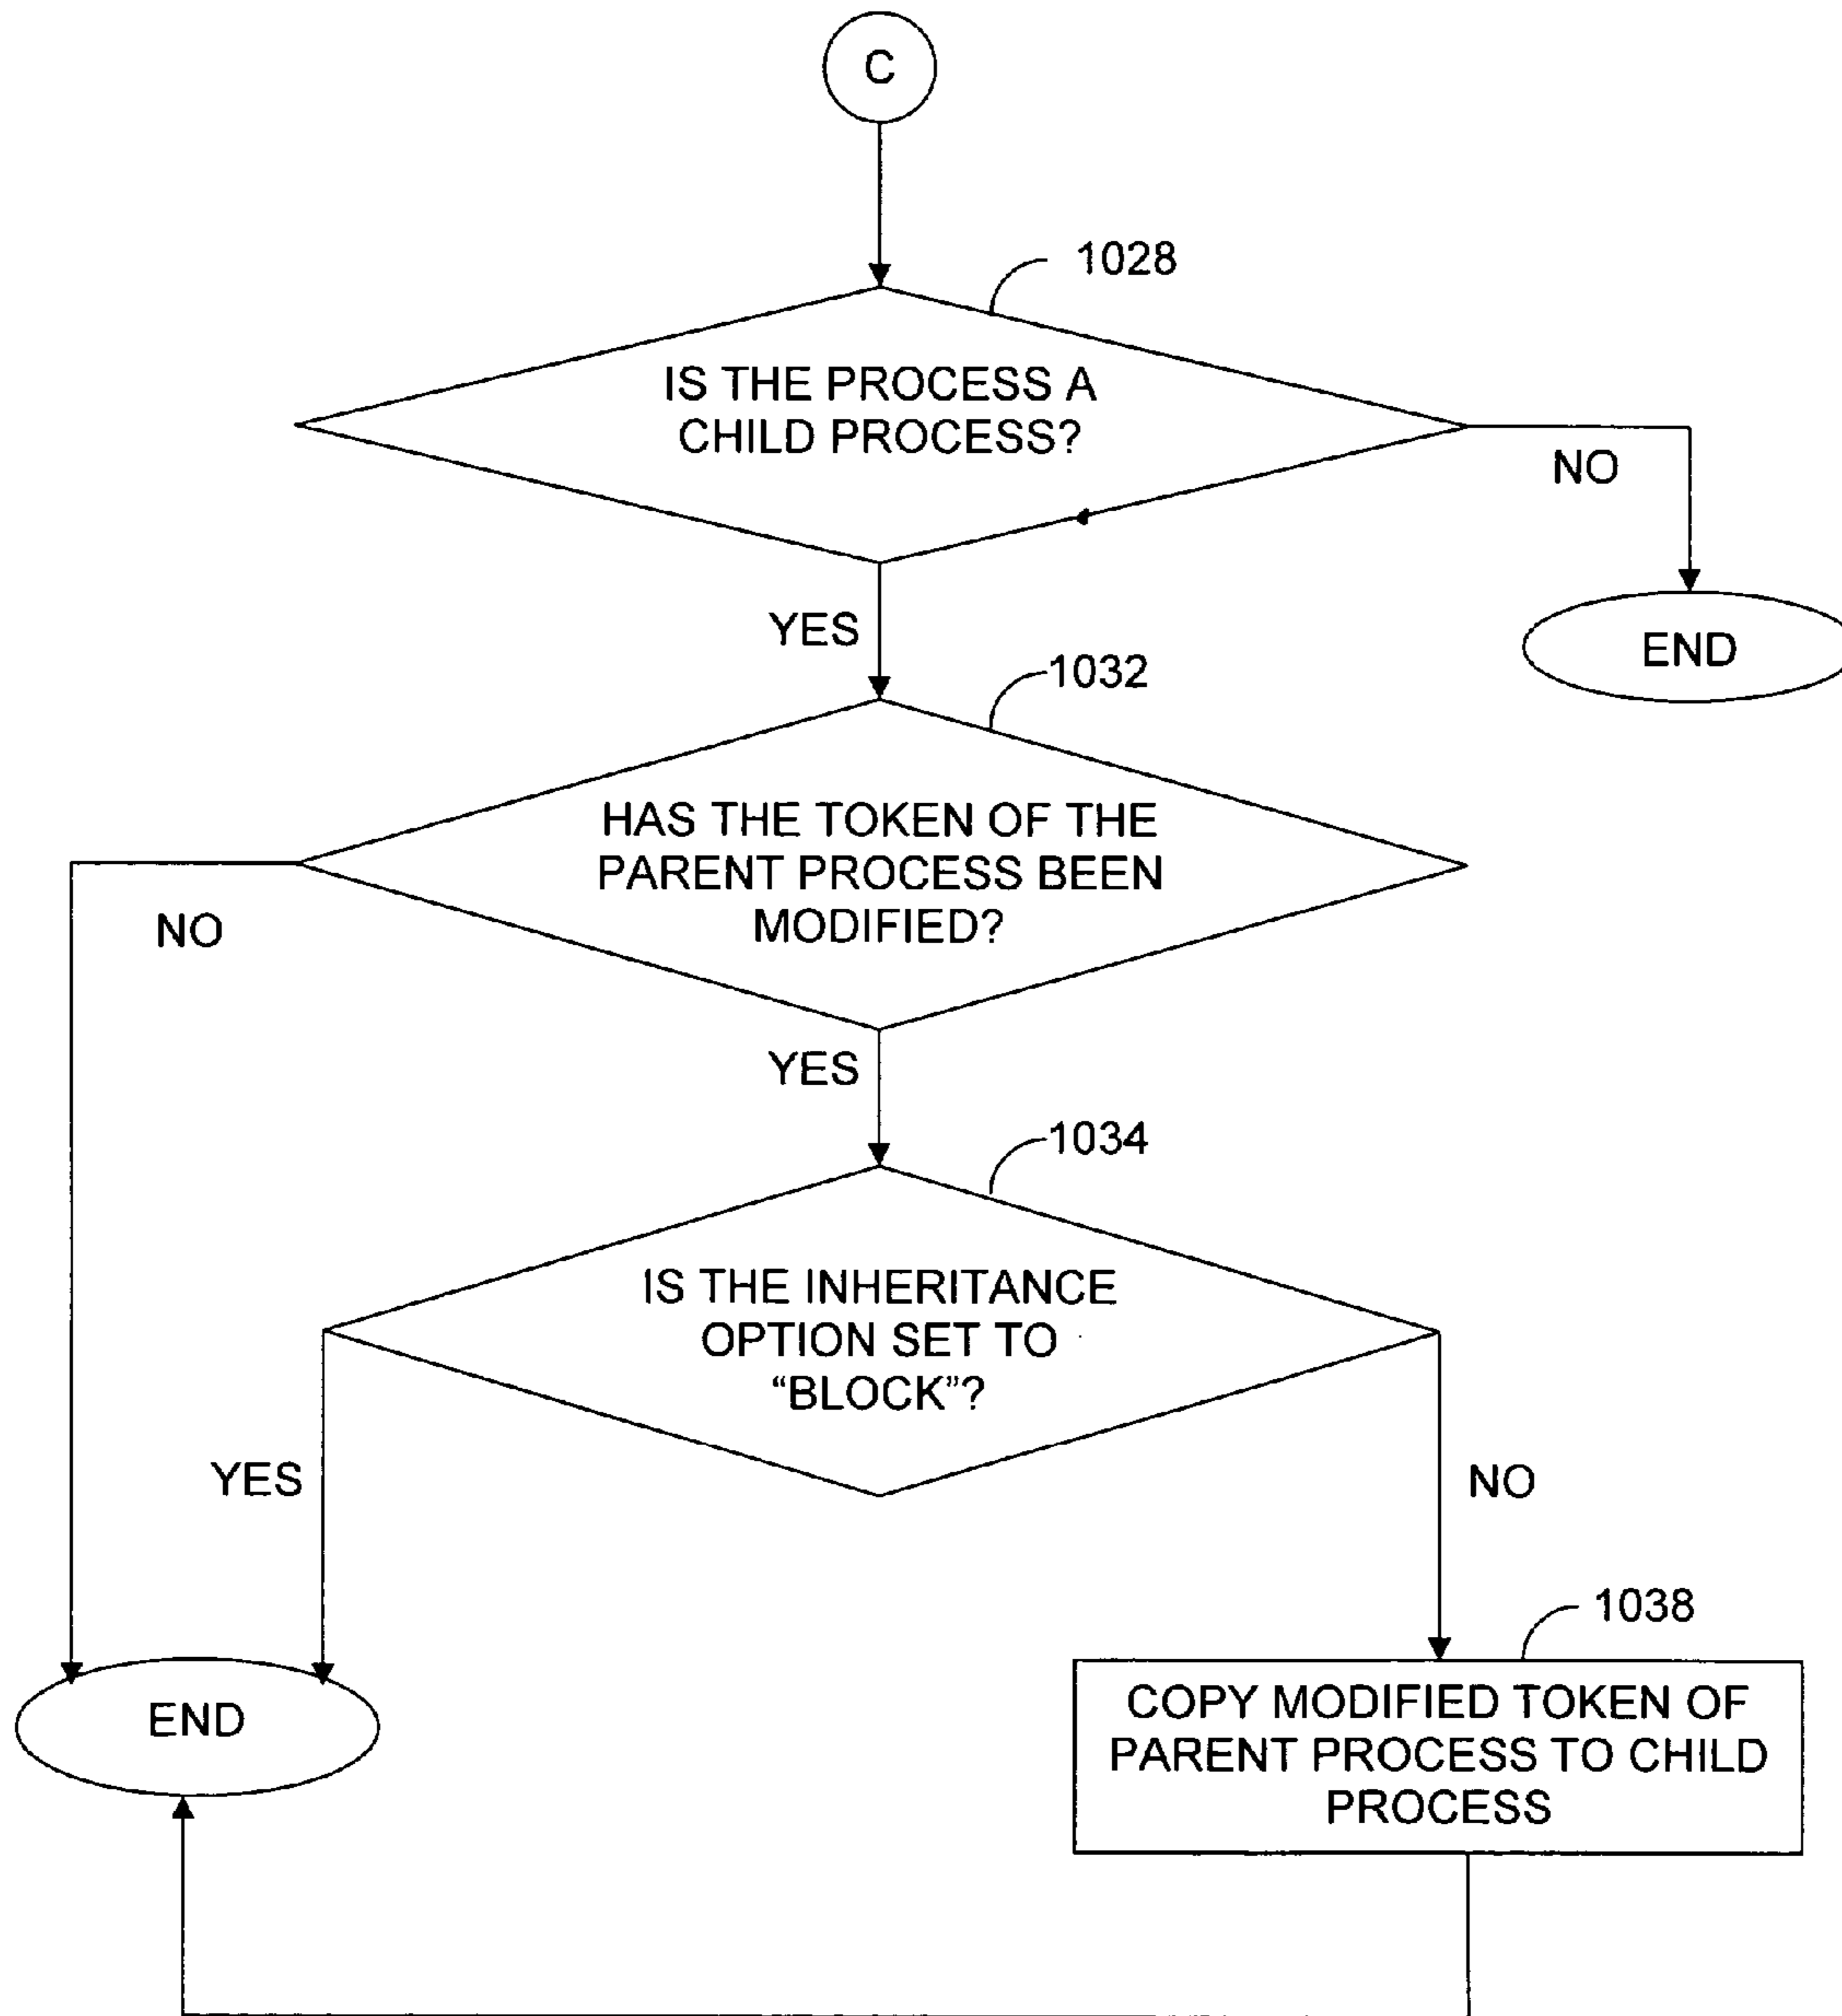 C
1028
IS THE PROCESS A
CHILD PROCESS?
NO
YES
END
1032
HAS THE TOKEN OF THE
PARENT PROCESS BEEN
MODIFIED?
NO
YES
1034
IS THE INHERITANCE
OPTION SET TO
“BLOCK”?
YES
NO
1038
END
COPY MODIFIED TOKEN OF
PARENT PROCESS TO CHILD
PROCESS